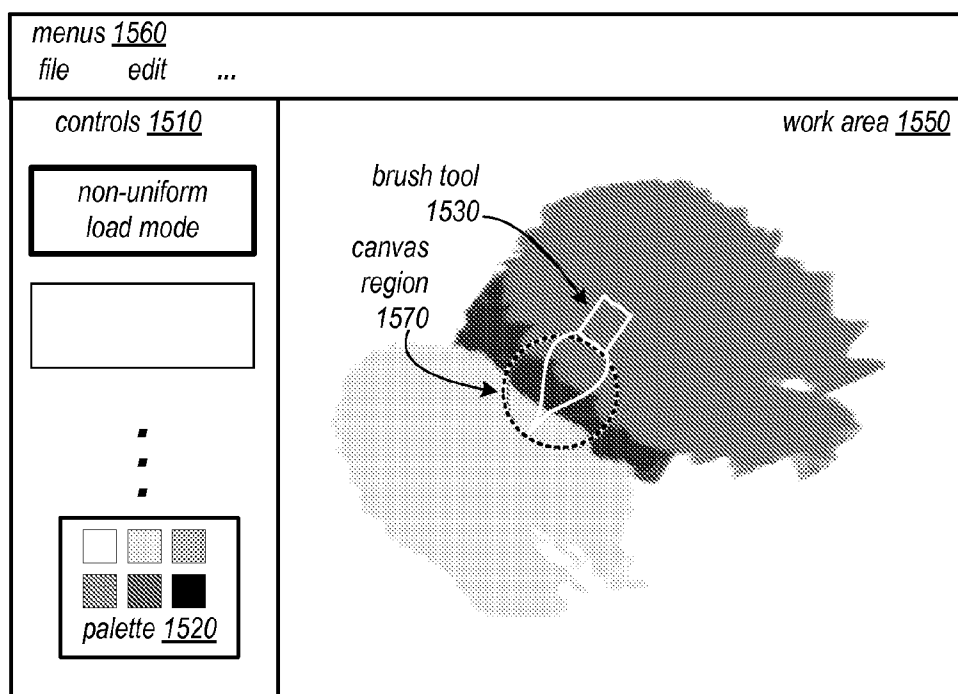 menus 1560
file edit ...
controls 1510
work area 1550
non-uniform
load mode
brush tool
1530
canvas
region
1570
palette 1520